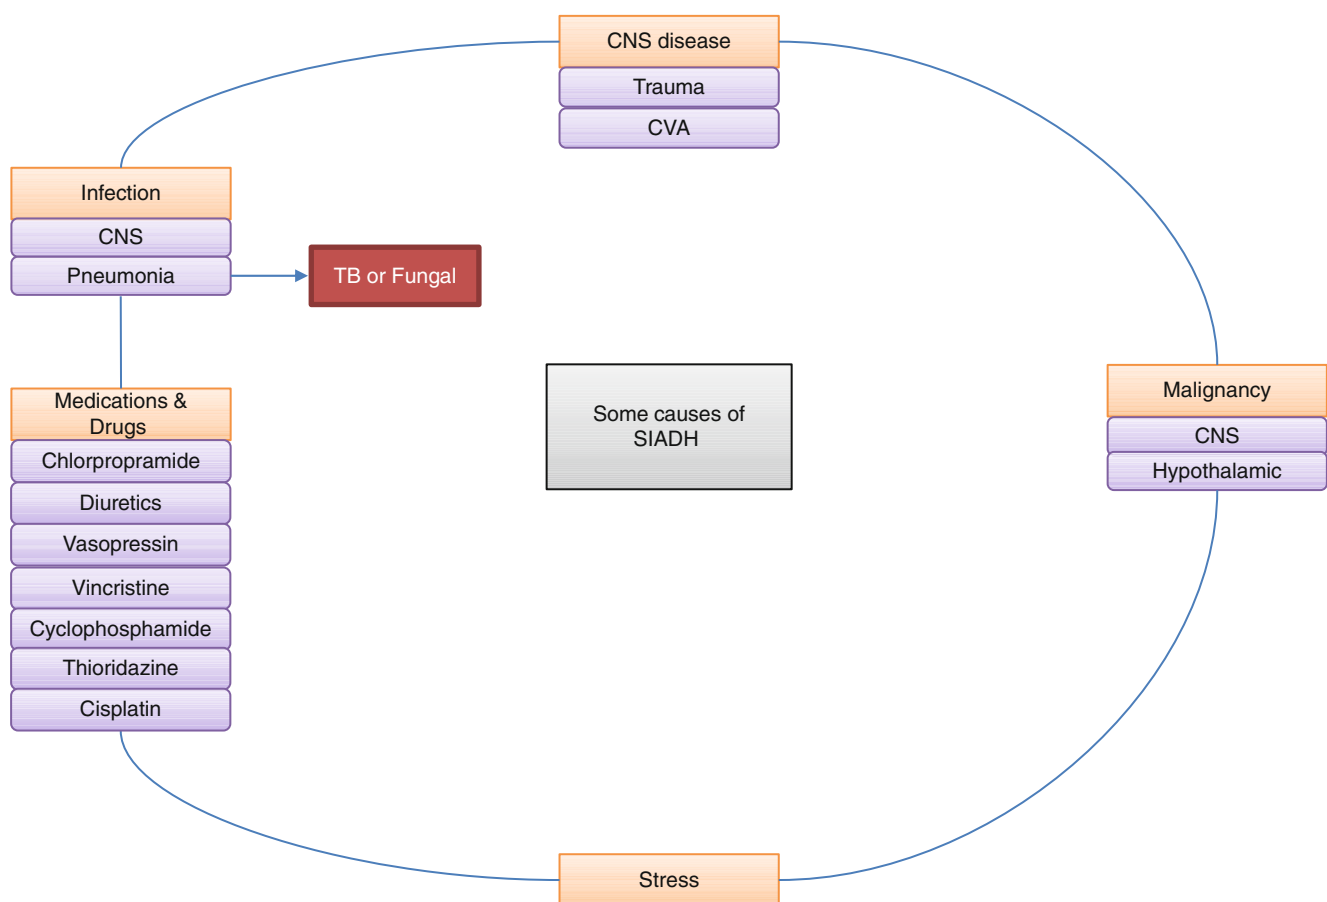 CNS disease
Trauma
CVA
Infection
CNS
Pneumonia
TB or Fungal
Medications &
Drugs
Chlorpropramide
Diuretics
Vasopressin
Vincristine
Cyclophosphamide
Thioridazine
Cisplatin
Some causes of
SIADH
Malignancy
CNS
Hypothalamic
Stress